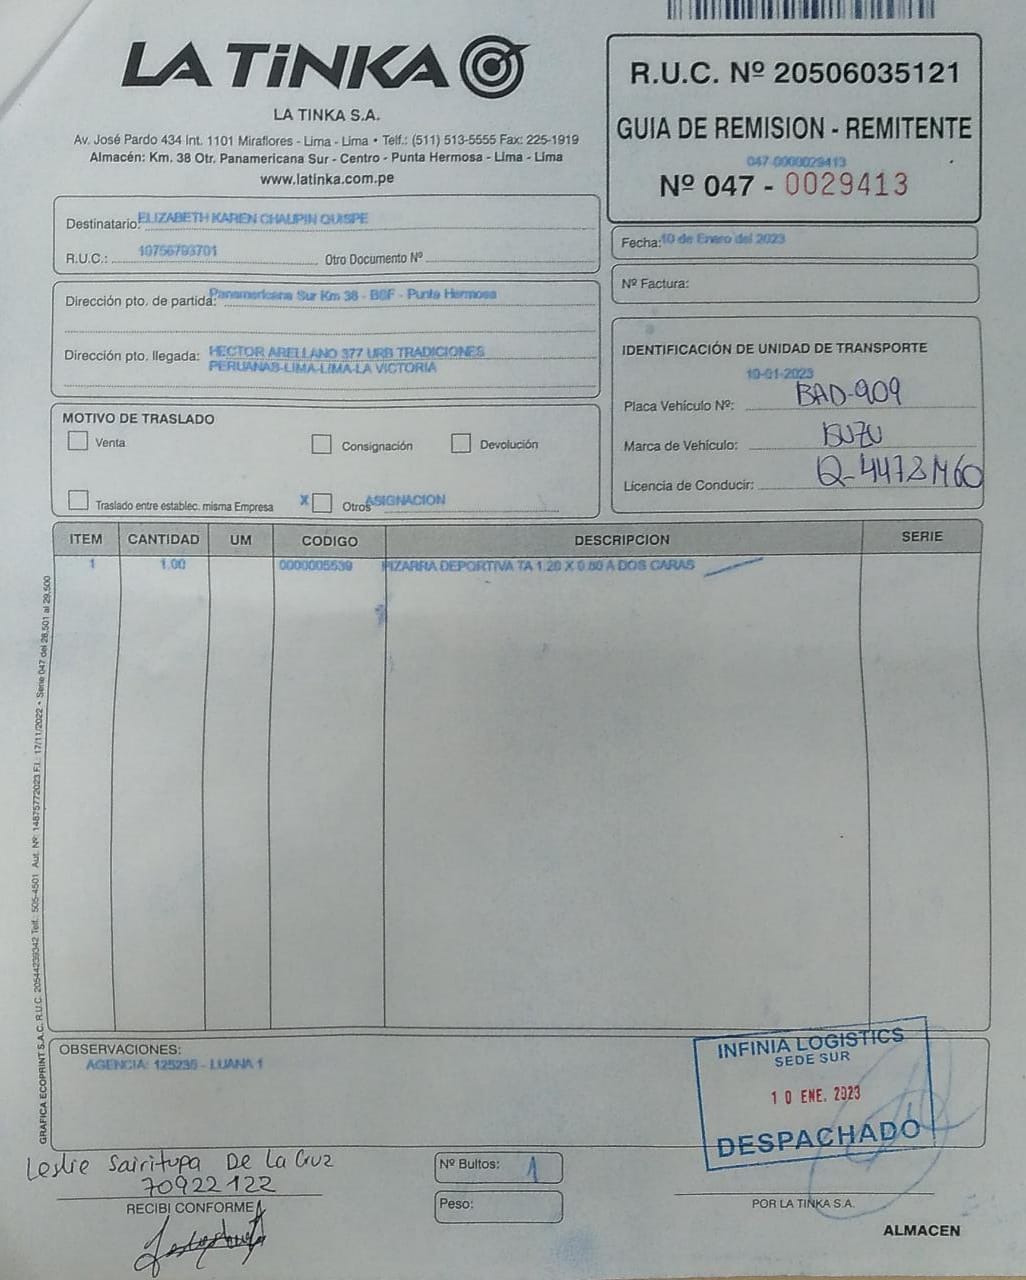 LA TiNKA
LA TINKA S.A.
Av. José Pardo 434 Int. 1101 Miraflores - Lima - Lima • Telf.: (511) 513-5555 Fax: 225-1919
Almacén: Km. 38 Otr. Panamericana Sur - Centro - Punta Hermosa - Lima - Lima
www.latinka.com.pe
R.U.C. Nº 20506035121
GUIA DE REMISION - REMITENTE
047-0000029413
Nº 047 - 0029413
Destinatario: ELIZABETH KAREN CHAUPIN QUISPE
R.U.C.: 10756793701 Otro Documento Nº
Fecha: 10 de Enero del 2023
Nº Factura:
Dirección pto. de partida: Panamericana Sur Km 38 - BSF - Punta Hermosa
Dirección pto. llegada: HECTOR ARELLANO 377 URB TRADICIONES
PERUANAS-LIMA-LIMA-LA VICTORIA
IDENTIFICACIÓN DE UNIDAD DE TRANSPORTE
10-01-2023
Placa Vehículo Nº: BAD-909
Marca de Vehículo: ISUZU
Licencia de Conducir: Q-4473M60
MOTIVO DE TRASLADO
Venta Consignación Devolución
Traslado entre establec. misma Empresa X Otros ASIGNACION
ITEM CANTIDAD UM CODIGO DESCRIPCION SERIE
1 1.00 0000005539 PIZARRA DEPORTIVA TA 1.20 X 0.80 A DOS CARAS
GRAFICA ECOPRINT S.A.C. R.U.C. 20544239342 Telf.: 505-4501 Aut. Nº: 14875772023 F.I.: 17/11/2022 • Serie 047 del 28,501 al 29,500
OBSERVACIONES:
AGENCIA: 125235 - LUANA 1
INFINIA LOGISTICS
SEDE SUR
10 ENE. 2023
DESPACHADO
Leslie Sairitupa De La Cruz
70922122
RECIBI CONFORME
Nº Bultos: 1
Peso:
POR LA TINKA S.A.
ALMACEN